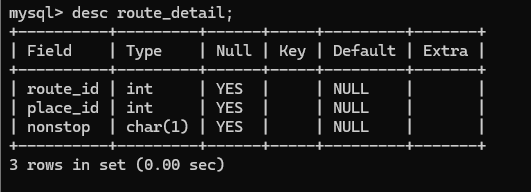 mysql> desc route_detail;
+----------+---------+------+-----+---------+-------+
| Field    | Type    | Null | Key | Default | Extra |
+----------+---------+------+-----+---------+-------+
| route_id | int     | YES  |     | NULL    |       |
| place_id | int     | YES  |     | NULL    |       |
| nonstop  | char(1) | YES  |     | NULL    |       |
+----------+---------+------+-----+---------+-------+
3 rows in set (0.00 sec)